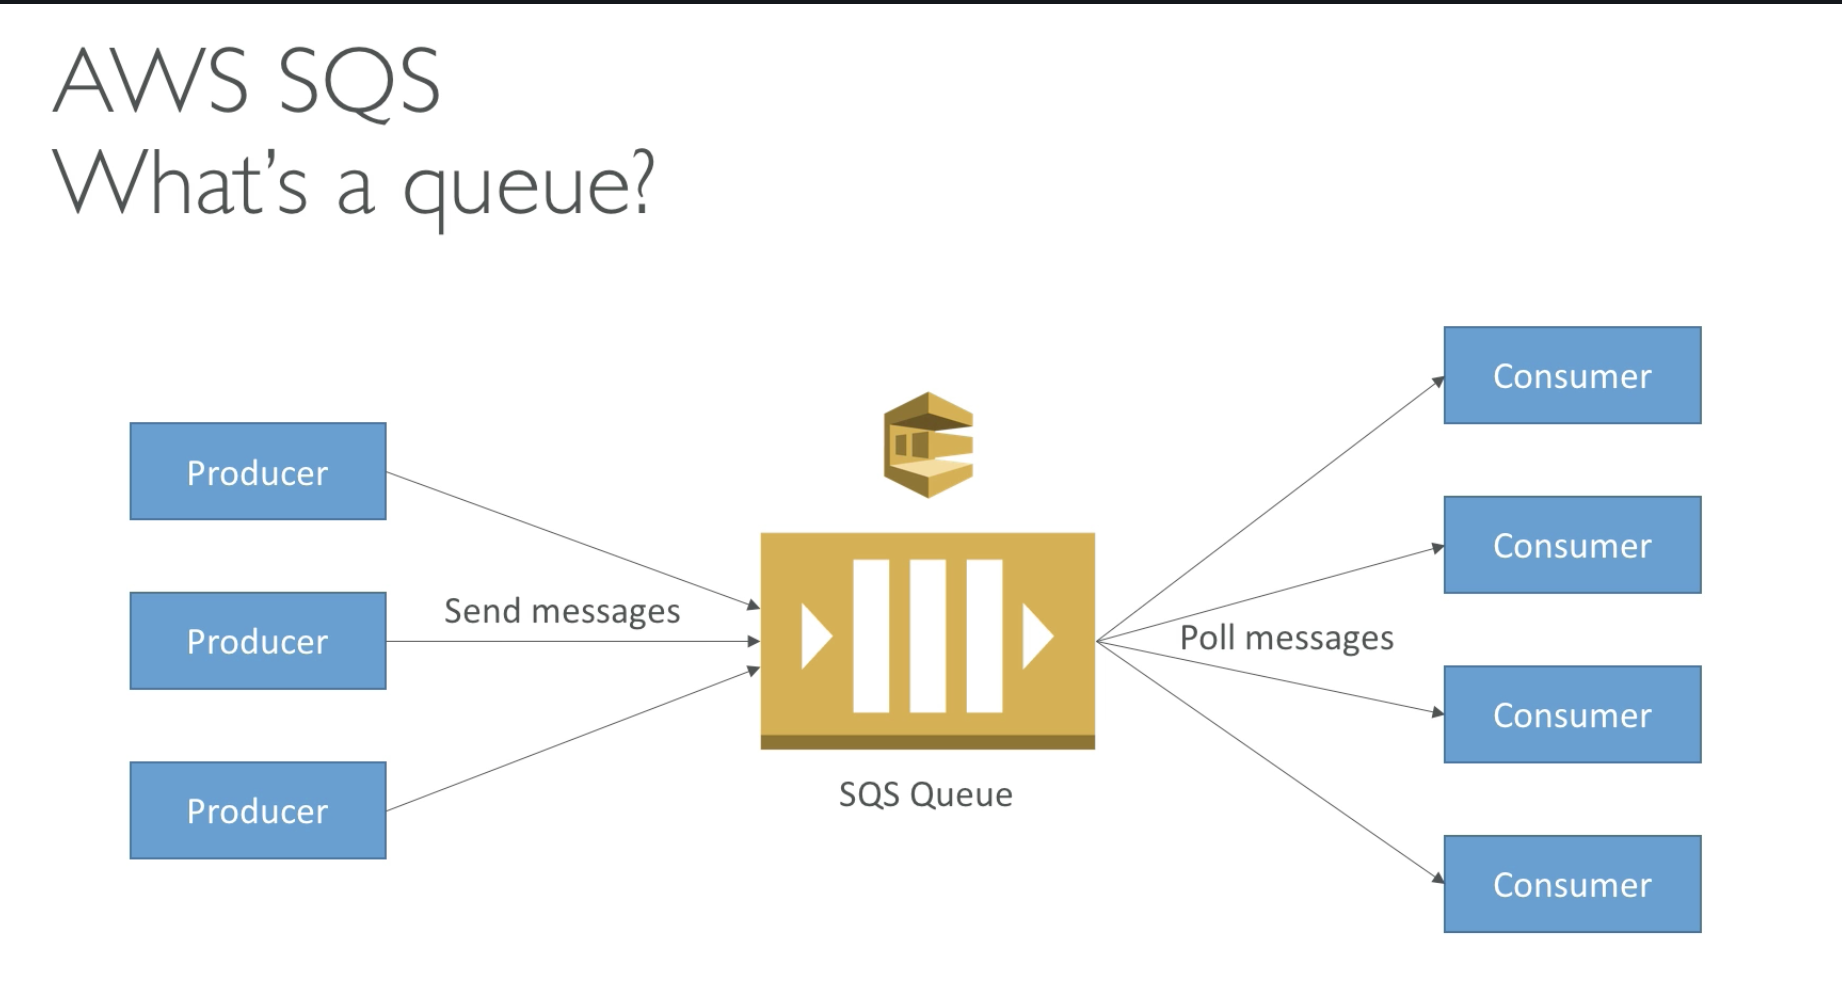 AWS SQS
What's a queue?
Producer
Producer
Producer
Send messages
SQS Queue
Poll messages
Consumer
Consumer
Consumer
Consumer